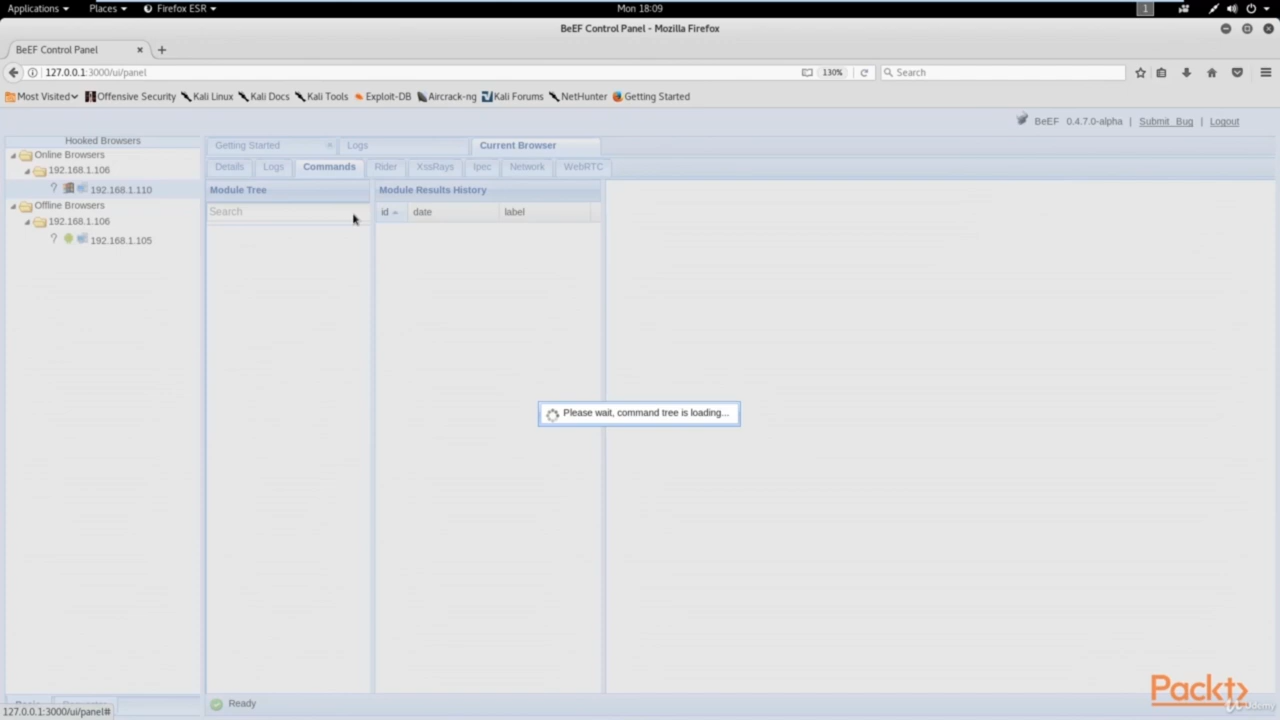 Applications Places Firefox ESR Mon 18:09 1
BeEF Control Panel - Mozilla Firefox
BeEF Control Panel
127.0.0.1:3000/ui/panel 130% Search
Most Visited Offensive Security Kali Linux Kali Docs Kali Tools Exploit-DB Aircrack-ng Kali Forums NetHunter Getting Started
BeEF 0.4.7.0-alpha | Submit Bug | Logout
Hooked Browsers
Getting Started Logs Current Browser
Online Browsers
192.168.1.106
? 192.168.1.110
Offline Browsers
192.168.1.106
? 192.168.1.105
Details Logs Commands Rider XssRays Ipec Network WebRTC
Module Tree Module Results History
Search id date label
Please wait, command tree is loading...
Packt
Udemy
Basic
Ready
127.0.0.1:3000/ui/panel#